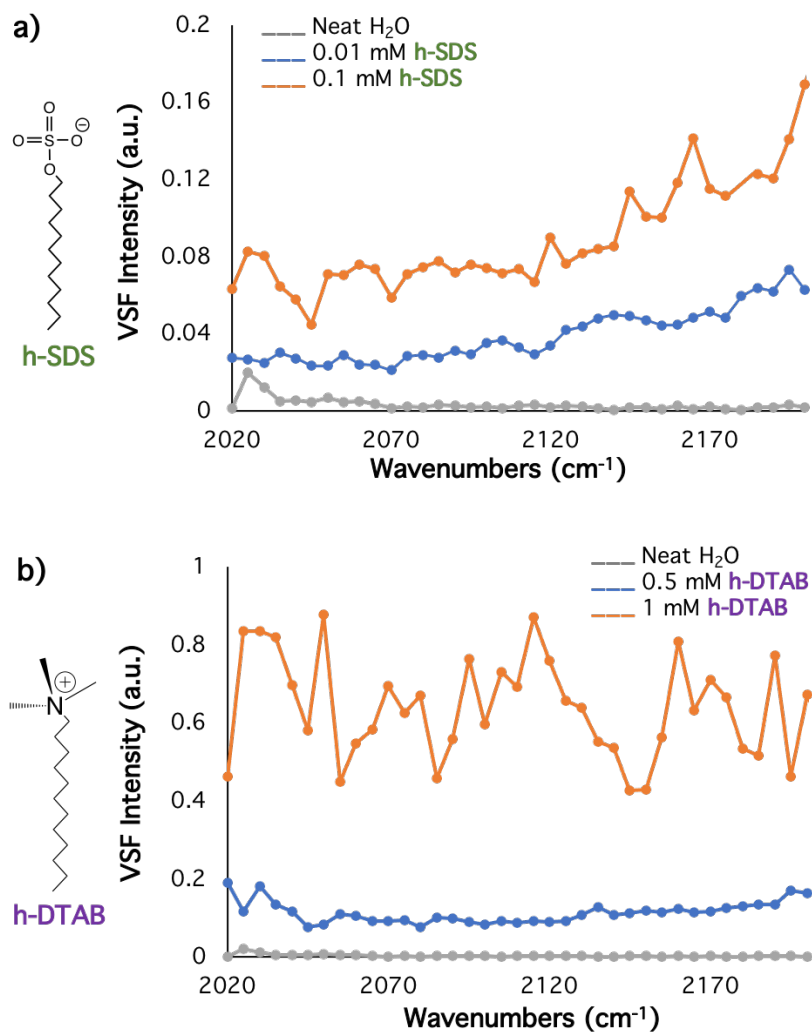 a)
Neat H₂O
0.01 mM h-SDS
0.1 mM h-SDS
0.2
0.16
0.12
0.08
0.04
0
VSF Intensity (a.u.)
2020 2070 2120 2170
Wavenumbers (cm⁻¹)
O
O=S–O ⊖
O
h-SDS
b)
Neat H₂O
0.5 mM h-DTAB
1 mM h-DTAB
1
0.8
0.6
0.4
0.2
0
VSF Intensity (a.u.)
2020 2070 2120 2170
Wavenumbers (cm⁻¹)
N ⊕
h-DTAB